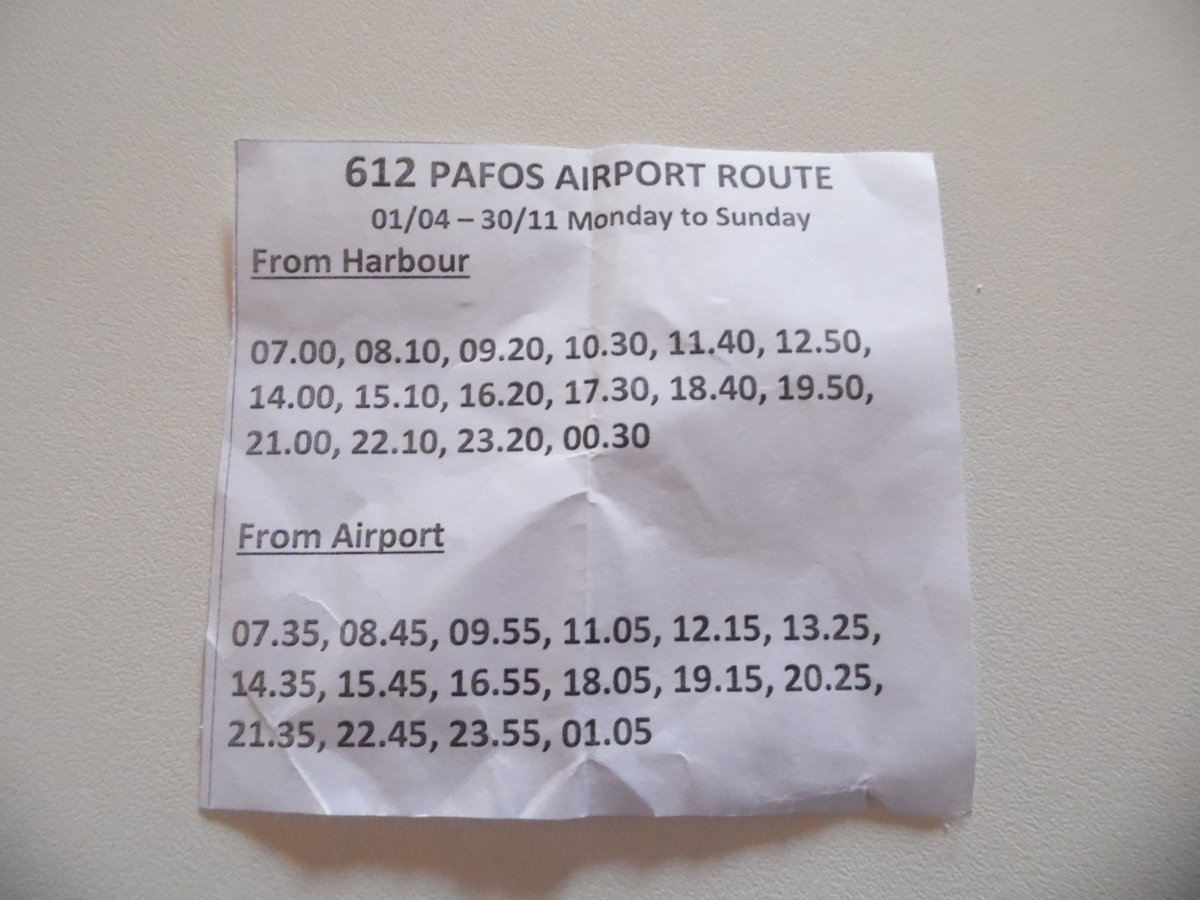 612 PAFOS AIRPORT ROUTE
01/04 – 30/11 Monday to Sunday
From Harbour
07.00, 08.10, 09.20, 10.30, 11.40, 12.50,
14.00, 15.10, 16.20, 17.30, 18.40, 19.50,
21.00, 22.10, 23.20, 00.30
From Airport
07.35, 08.45, 09.55, 11.05, 12.15, 13.25,
14.35, 15.45, 16.55, 18.05, 19.15, 20.25,
21.35, 22.45, 23.55, 01.05